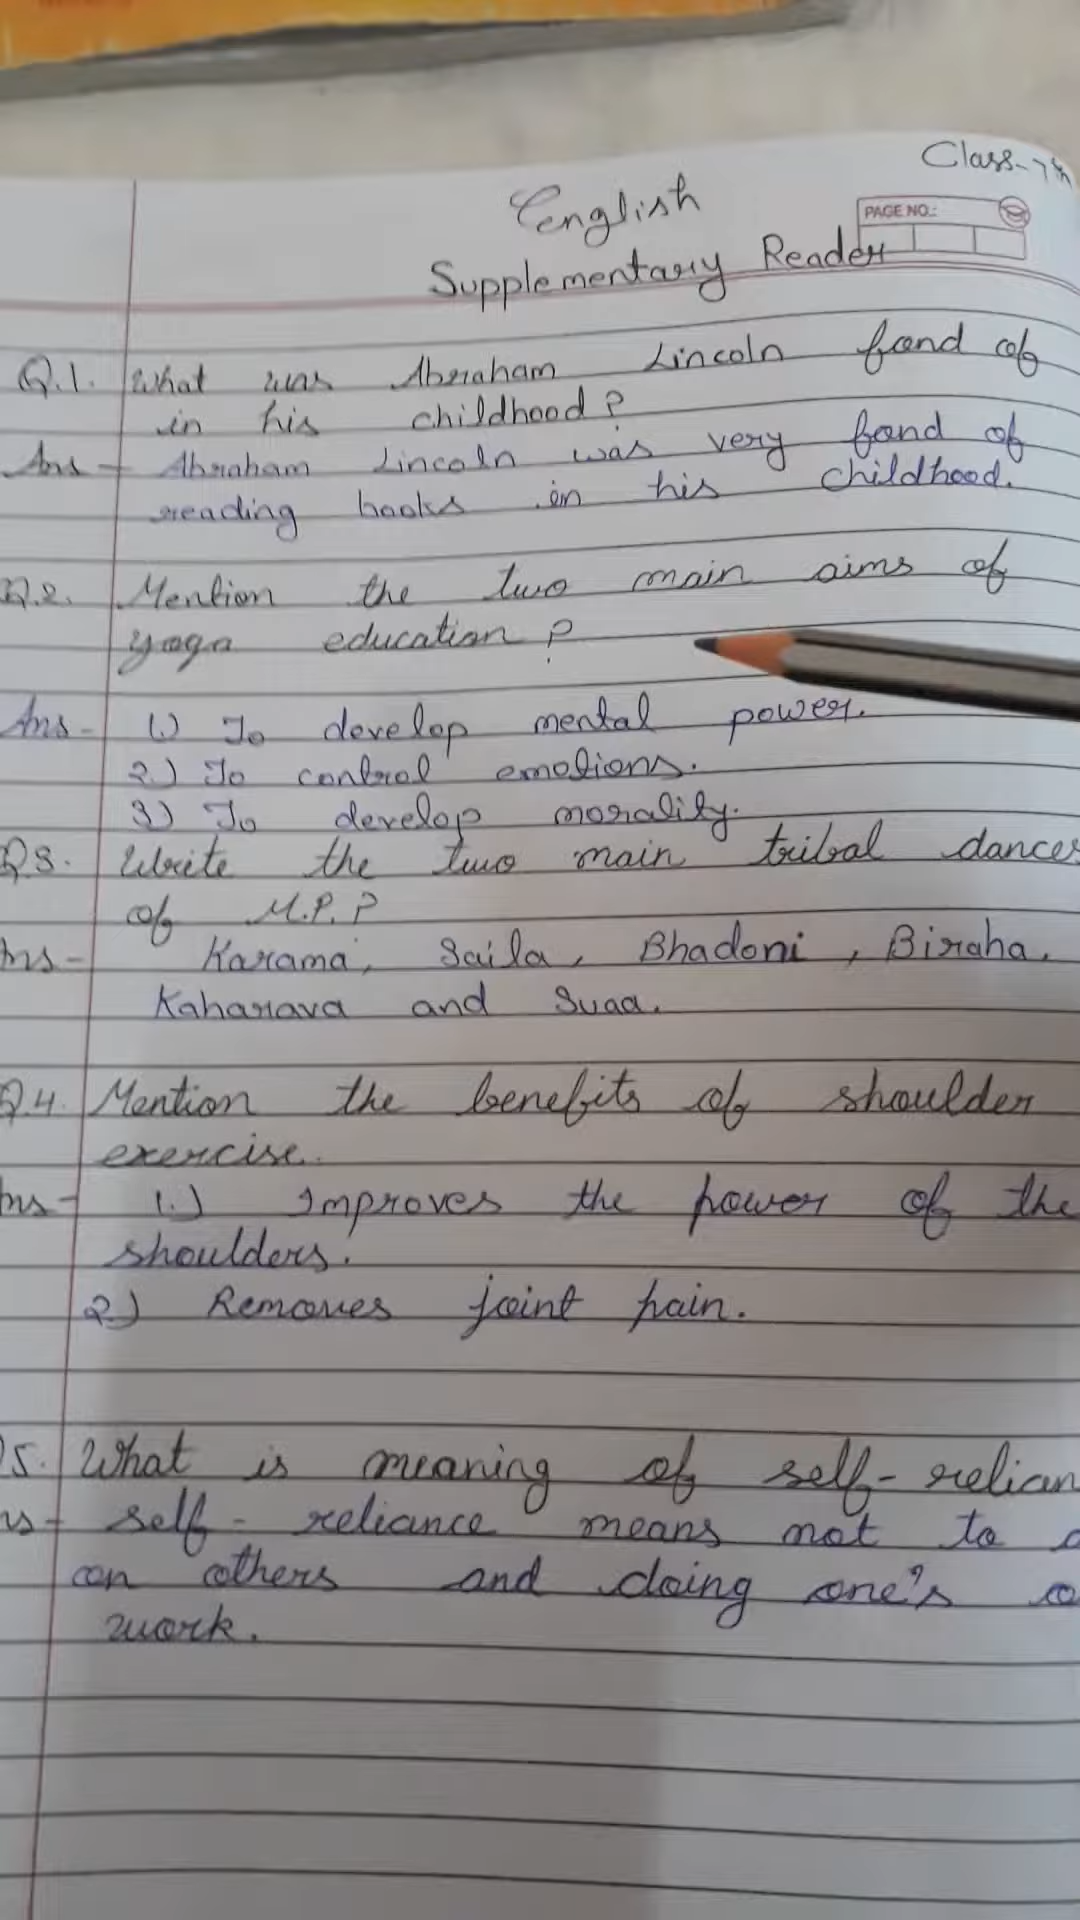 Class-7th
English
PAGE NO.:
Supplementary Reader
Q.1. What was Abraham Lincoln fond of
in his childhood?
Ans - Abraham Lincoln was very fond of
reading books in his childhood.
Q.2. Mention the two main aims of
yoga education?
Ans- 1.) To develop mental power.
2.) To control emotions.
3) To develop morality.
Q3. Write the two main tribal dances
of M.P.?
Ans- Karama, Saila, Bhadoni, Biraha,
Kaharava and Suaa.
Q.4. Mention the benefits of shoulder
exercise.
Ans- 1.) Improves the power of the
shoulders.
2.) Removes joint pain.
5. What is meaning of self-relian
ns- self-reliance means not to
on others and doing one's
work.